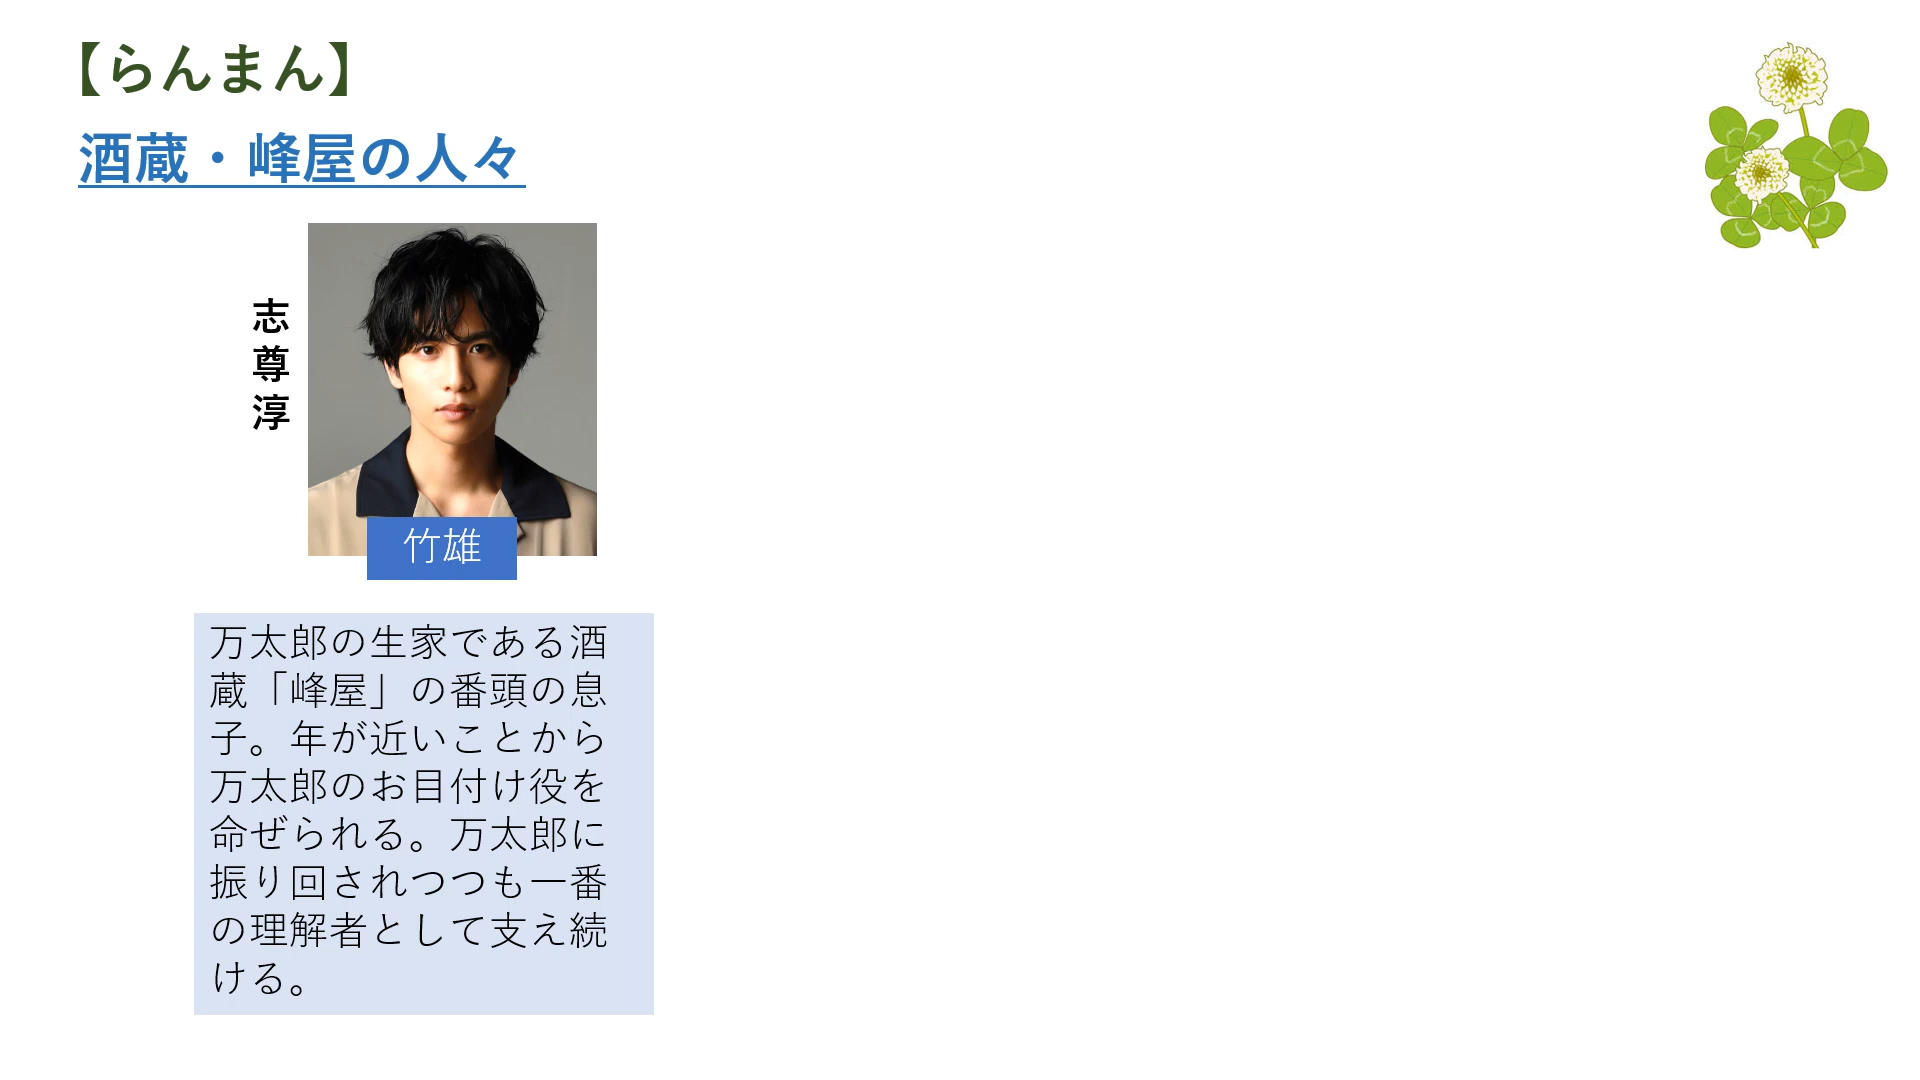 【らんまん】
酒蔵・峰屋の人々
志尊淳
竹雄
万太郎の生家である酒
蔵「峰屋」の番頭の息
子。年が近いことから
万太郎のお目付け役を
命ぜられる。万太郎に
振り回されつつも一番
の理解者として支え続
ける。